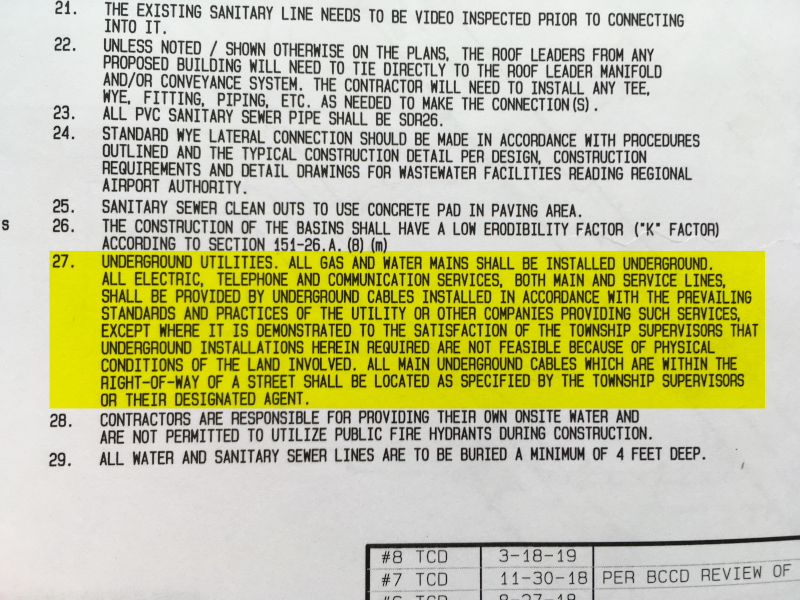 21. THE EXISTING SANITARY LINE NEEDS TO BE VIDEO INSPECTED PRIOR TO CONNECTING
INTO IT.
22. UNLESS NOTED / SHOWN OTHERWISE ON THE PLANS, THE ROOF LEADERS FROM ANY
PROPOSED BUILDING WILL NEED TO TIE DIRECTLY TO THE ROOF LEADER MANIFOLD
AND/OR CONVEYANCE SYSTEM. THE CONTRACTOR WILL NEED TO INSTALL ANY TEE,
WYE, FITTING, PIPING, ETC. AS NEEDED TO MAKE THE CONNECTION(S).
23. ALL PVC SANITARY SEWER PIPE SHALL BE SDR26.
24. STANDARD WYE LATERAL CONNECTION SHOULD BE MADE IN ACCORDANCE WITH PROCEDURES
OUTLINED AND THE TYPICAL CONSTRUCTION DETAIL PER DESIGN, CONSTRUCTION
REQUIREMENTS AND DETAIL DRAWINGS FOR WASTEWATER FACILITIES READING REGIONAL
AIRPORT AUTHORITY.
25. SANITARY SEWER CLEAN OUTS TO USE CONCRETE PAD IN PAVING AREA.
S 26. THE CONSTRUCTION OF THE BASINS SHALL HAVE A LOW ERODIBILITY FACTOR ("K" FACTOR)
ACCORDING TO SECTION 151-26.A.(8)(m)
27. UNDERGROUND UTILITIES. ALL GAS AND WATER MAINS SHALL BE INSTALLED UNDERGROUND.
ALL ELECTRIC, TELEPHONE AND COMMUNICATION SERVICES, BOTH MAIN AND SERVICE LINES,
SHALL BE PROVIDED BY UNDERGROUND CABLES INSTALLED IN ACCORDANCE WITH THE PREVAILING
STANDARDS AND PRACTICES OF THE UTILITY OR OTHER COMPANIES PROVIDING SUCH SERVICES,
EXCEPT WHERE IT IS DEMONSTRATED TO THE SATISFACTION OF THE TOWNSHIP SUPERVISORS THAT
UNDERGROUND INSTALLATIONS HEREIN REQUIRED ARE NOT FEASIBLE BECAUSE OF PHYSICAL
CONDITIONS OF THE LAND INVOLVED. ALL MAIN UNDERGROUND CABLES WHICH ARE WITHIN THE
RIGHT-OF-WAY OF A STREET SHALL BE LOCATED AS SPECIFIED BY THE TOWNSHIP SUPERVISORS
OR THEIR DESIGNATED AGENT.
28. CONTRACTORS ARE RESPONSIBLE FOR PROVIDING THEIR OWN ONSITE WATER AND
ARE NOT PERMITTED TO UTILIZE PUBLIC FIRE HYDRANTS DURING CONSTRUCTION.
29. ALL WATER AND SANITARY SEWER LINES ARE TO BE BURIED A MINIMUM OF 4 FEET DEEP.
#8 TCD 3-18-19
#7 TCD 11-30-18 PER BCCD REVIEW OF